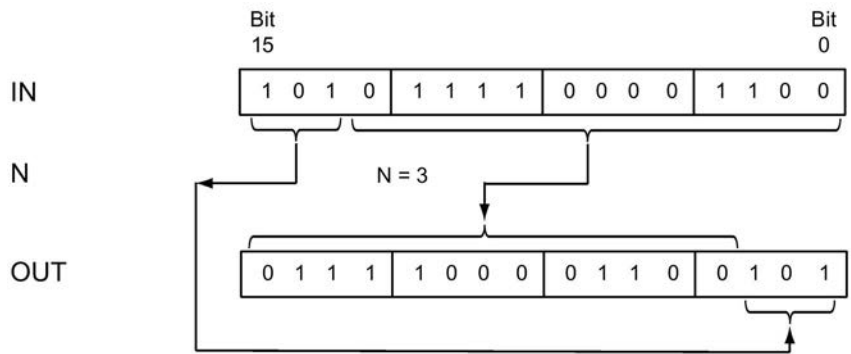 Bit Bit
15 0
IN 1 0 1 0 1 1 1 1 0 0 0 0 1 1 0 0
N N = 3
OUT 0 1 1 1 1 0 0 0 0 1 1 0 0 1 0 1